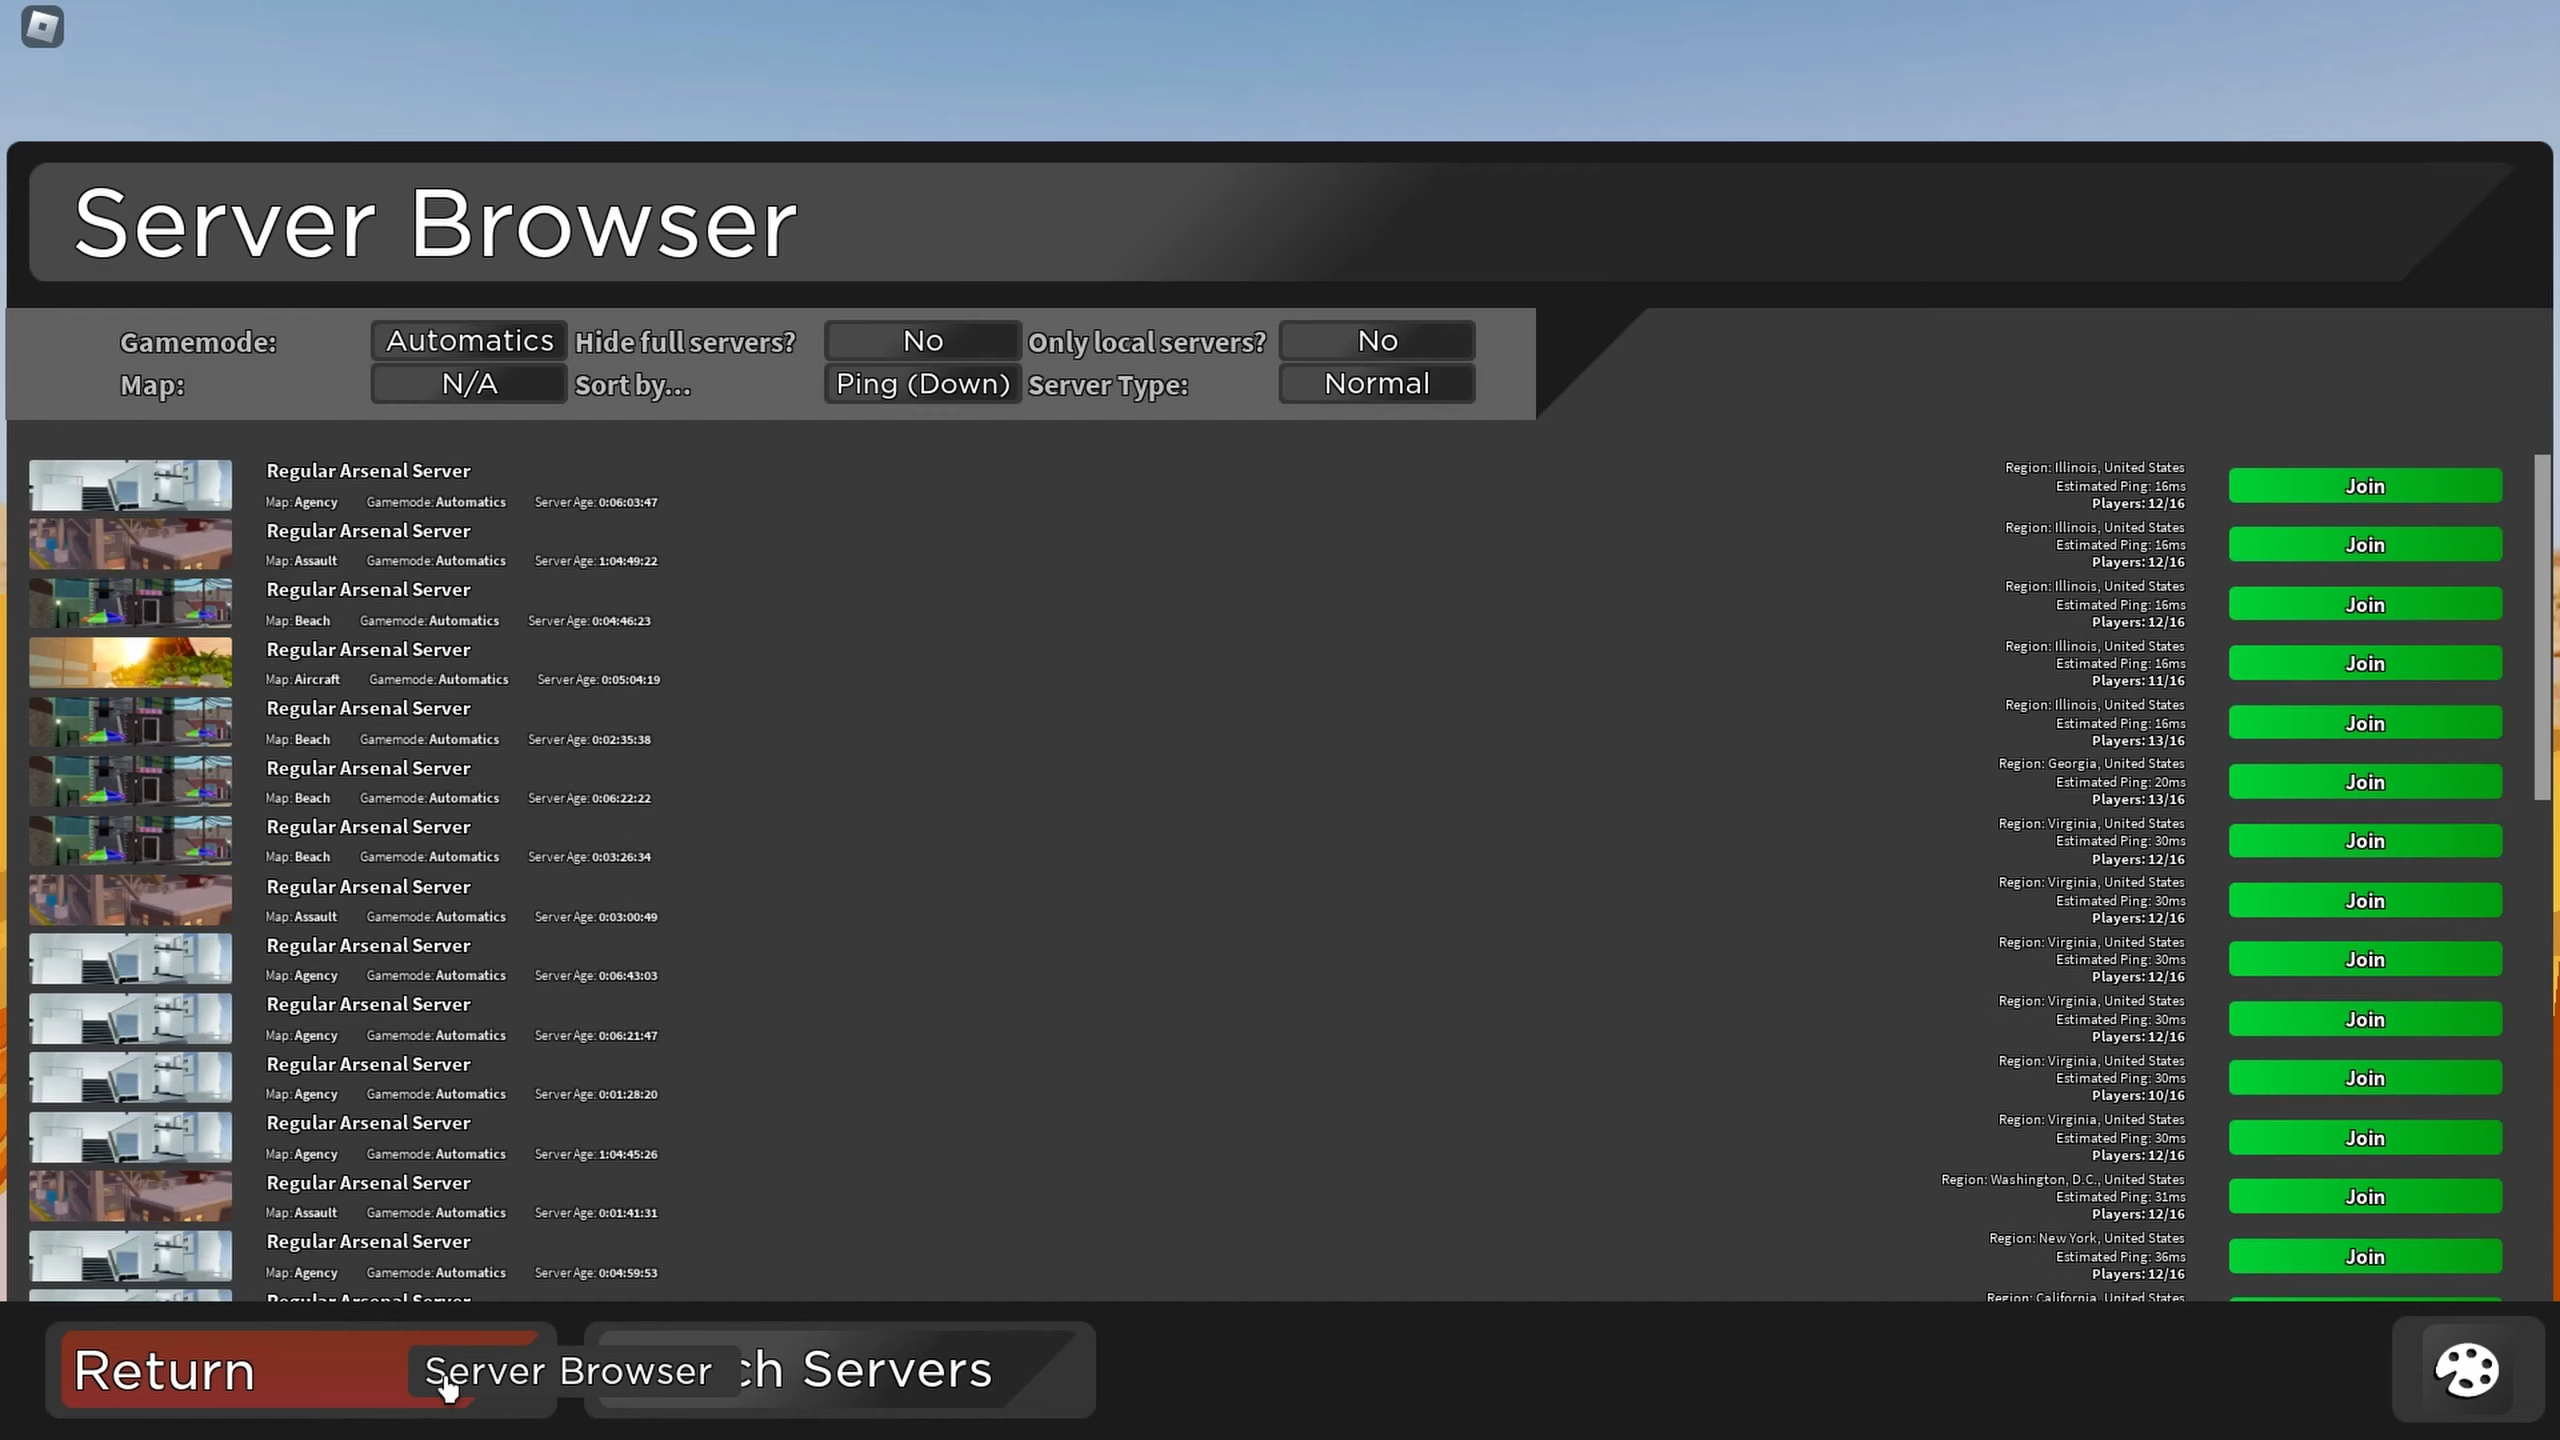 Server Browser
Gamemode: Automatics Hide full servers? No Only local servers? No
Map: N/A Sort by... Ping (Down) Server Type: Normal
Regular Arsenal Server
Map: Agency Gamemode: Automatics Server Age: 0:06:03:47
Region: Illinois, United States
Estimated Ping: 16ms
Players: 12/16
Join
Regular Arsenal Server
Map: Assault Gamemode: Automatics Server Age: 1:04:49:22
Region: Illinois, United States
Estimated Ping: 16ms
Players: 12/16
Join
Regular Arsenal Server
Map: Beach Gamemode: Automatics Server Age: 0:04:46:23
Region: Illinois, United States
Estimated Ping: 16ms
Players: 12/16
Join
Regular Arsenal Server
Map: Aircraft Gamemode: Automatics Server Age: 0:05:04:19
Region: Illinois, United States
Estimated Ping: 16ms
Players: 11/16
Join
Regular Arsenal Server
Map: Beach Gamemode: Automatics Server Age: 0:02:35:38
Region: Illinois, United States
Estimated Ping: 16ms
Players: 13/16
Join
Regular Arsenal Server
Map: Beach Gamemode: Automatics Server Age: 0:06:22:22
Region: Georgia, United States
Estimated Ping: 20ms
Players: 13/16
Join
Regular Arsenal Server
Map: Beach Gamemode: Automatics Server Age: 0:03:26:34
Region: Virginia, United States
Estimated Ping: 30ms
Players: 12/16
Join
Regular Arsenal Server
Map: Assault Gamemode: Automatics Server Age: 0:03:00:49
Region: Virginia, United States
Estimated Ping: 30ms
Players: 12/16
Join
Regular Arsenal Server
Map: Agency Gamemode: Automatics Server Age: 0:06:43:03
Region: Virginia, United States
Estimated Ping: 30ms
Players: 12/16
Join
Regular Arsenal Server
Map: Agency Gamemode: Automatics Server Age: 0:06:21:47
Region: Virginia, United States
Estimated Ping: 30ms
Players: 12/16
Join
Regular Arsenal Server
Map: Agency Gamemode: Automatics Server Age: 0:01:28:20
Region: Virginia, United States
Estimated Ping: 30ms
Players: 10/16
Join
Regular Arsenal Server
Map: Agency Gamemode: Automatics Server Age: 1:04:45:26
Region: Virginia, United States
Estimated Ping: 30ms
Players: 12/16
Join
Regular Arsenal Server
Map: Assault Gamemode: Automatics Server Age: 0:01:41:31
Region: Washington, D.C., United States
Estimated Ping: 31ms
Players: 12/16
Join
Regular Arsenal Server
Map: Agency Gamemode: Automatics Server Age: 0:04:59:53
Region: New York, United States
Estimated Ping: 36ms
Players: 12/16
Join
Regular Arsenal Server
Region: California, United States
Return Server Browser ch Servers